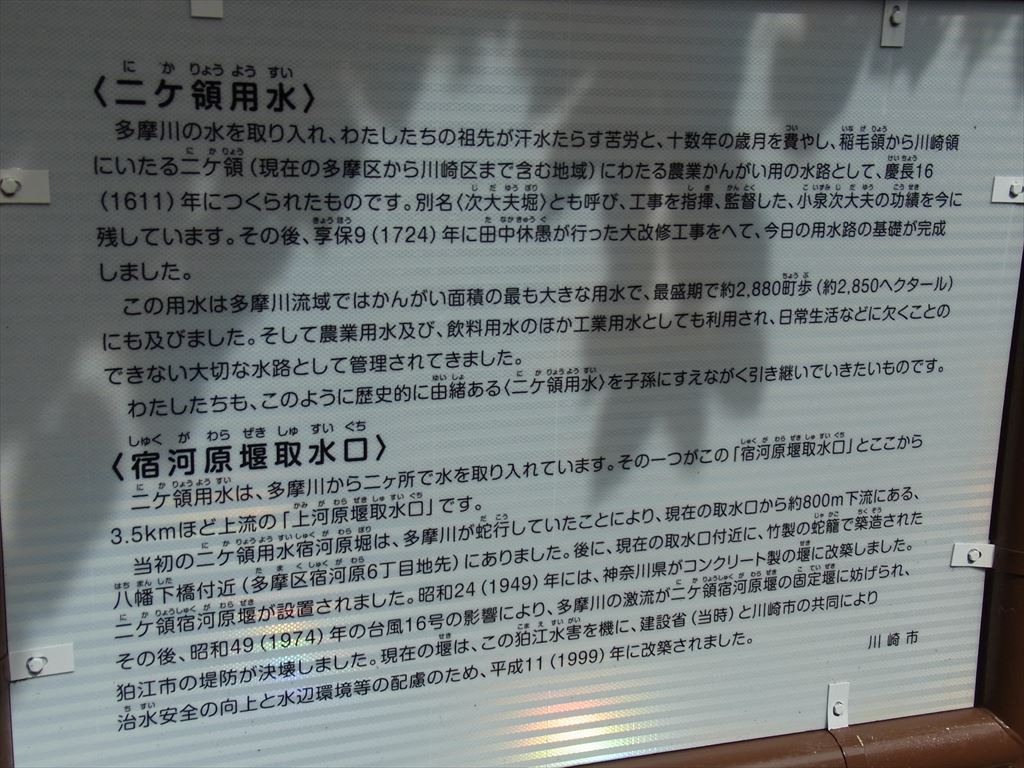 〈二ケ領用水〉
多摩川の水を取り入れ、わたしたちの祖先が汗水たらす苦労と、十数年の歳月を費やし、稲毛領から川崎領
にいたる二ケ領（現在の多摩区から川崎区まで含む地域）にわたる農業かんがい用の水路として、慶長16
（1611）年につくられたものです。別名〈次大夫堀〉とも呼び、工事を指揮、監督した、小泉次大夫の功績を今に
残しています。その後、享保9（1724）年に田中休愚が行った大改修工事をへて、今日の用水路の基礎が完成
しました。
この用水は多摩川流域ではかんがい面積の最も大きな用水で、最盛期で約2,880町歩（約2,850ヘクタール）
にも及びました。そして農業用水及び、飲料用水のほか工業用水としても利用され、日常生活などに欠くことの
できない大切な水路として管理されてきました。
わたしたちも、このように歴史的に由緒ある〈二ケ領用水〉を子孫にすえながく引き継いでいきたいものです。
〈宿河原堰取水口〉
二ケ領用水は、多摩川から二ヶ所で水を取り入れています。その一つがこの「宿河原堰取水口」とここから
3.5kmほど上流の「上河原堰取水口」です。
当初の二ケ領用水宿河原堀は、多摩川が蛇行していたことにより、現在の取水口から約800m下流にある、
八幡下橋付近（多摩区宿河原6丁目地先）にありました。後に、現在の取水口付近に、竹製の蛇籠で築造された
二ケ領宿河原堰が設置されました。昭和24（1949）年には、神奈川県がコンクリート製の堰に改築しました。
その後、昭和49（1974）年の台風16号の影響により、多摩川の激流が二ケ領宿河原堰の固定堰に妨げられ、
狛江市の堤防が決壊しました。現在の堰は、この狛江水害を機に、建設省（当時）と川崎市の共同により
治水安全の向上と水辺環境等の配慮のため、平成11（1999）年に改築されました。
川崎市